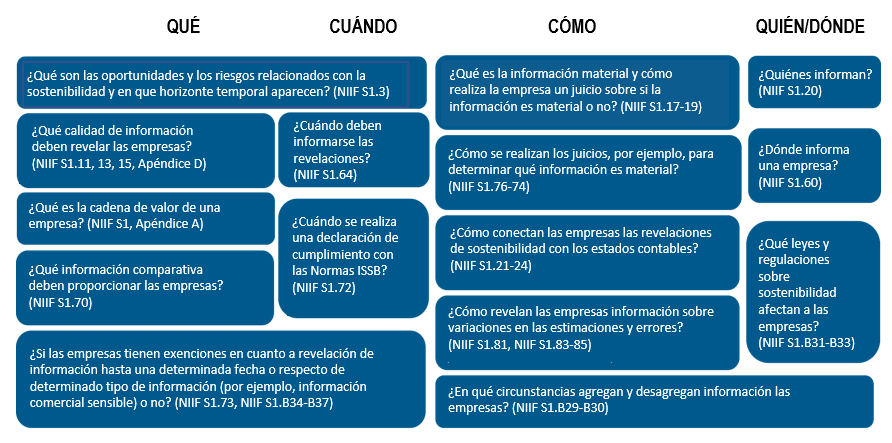 QUÉ
CUÁNDO
CÓMO
QUIÉN/DÓNDE
¿Qué son las oportunidades y los riesgos relacionados con la
sostenibilidad y en que horizonte temporal aparecen? (NIIF S1.3)
¿Qué calidad de información
deben revelar las empresas?
(NIIF S1.11, 13, 15, Apéndice D)
¿Qué es la cadena de valor de una
empresa? (NIIF S1, Apéndice A)
¿Qué información comparativa
deben proporcionar las empresas?
(NIIF S1.70)
¿Cuándo deben
informarse las
revelaciones?
(NIIF S1.64)
¿Cuándo se realiza
una declaración de
cumplimiento con
las Normas ISSB?
(NIIF S1.72)
¿Si las empresas tienen exenciones en cuanto a revelación de
información hasta una determinada fecha o respecto de
determinado tipo de información (por ejemplo, información
comercial sensible) o no? (NIIF S1.73, NIIF S1.B34-B37)
¿Qué es la información material y cómo
realiza la empresa un juicio sobre si la
información es material o no? (NIIF S1.17-19)
¿Cómo se realizan los juicios, por ejemplo, para
determinar qué información es material?
(NIIF S1.76-74)
¿Cómo conectan las empresas las revelaciones
de sostenibilidad con los estados contables?
(NIIF S1.21-24)
¿Cómo revelan las empresas información sobre
variaciones en las estimaciones y errores?
(NIIF S1.81, NIIF S1.83-85)
¿En qué circunstancias agregan y desagregan información las
empresas? (NIIF S1.B29-B30)
¿Quiénes informan?
(NIIF S1.20)
¿Dónde informa
una empresa?
(NIIF S1.60)
¿Qué leyes y
regulaciones
sobre
sostenibilidad
afectan a las
empresas?
(NIIF S1.B31-B33)